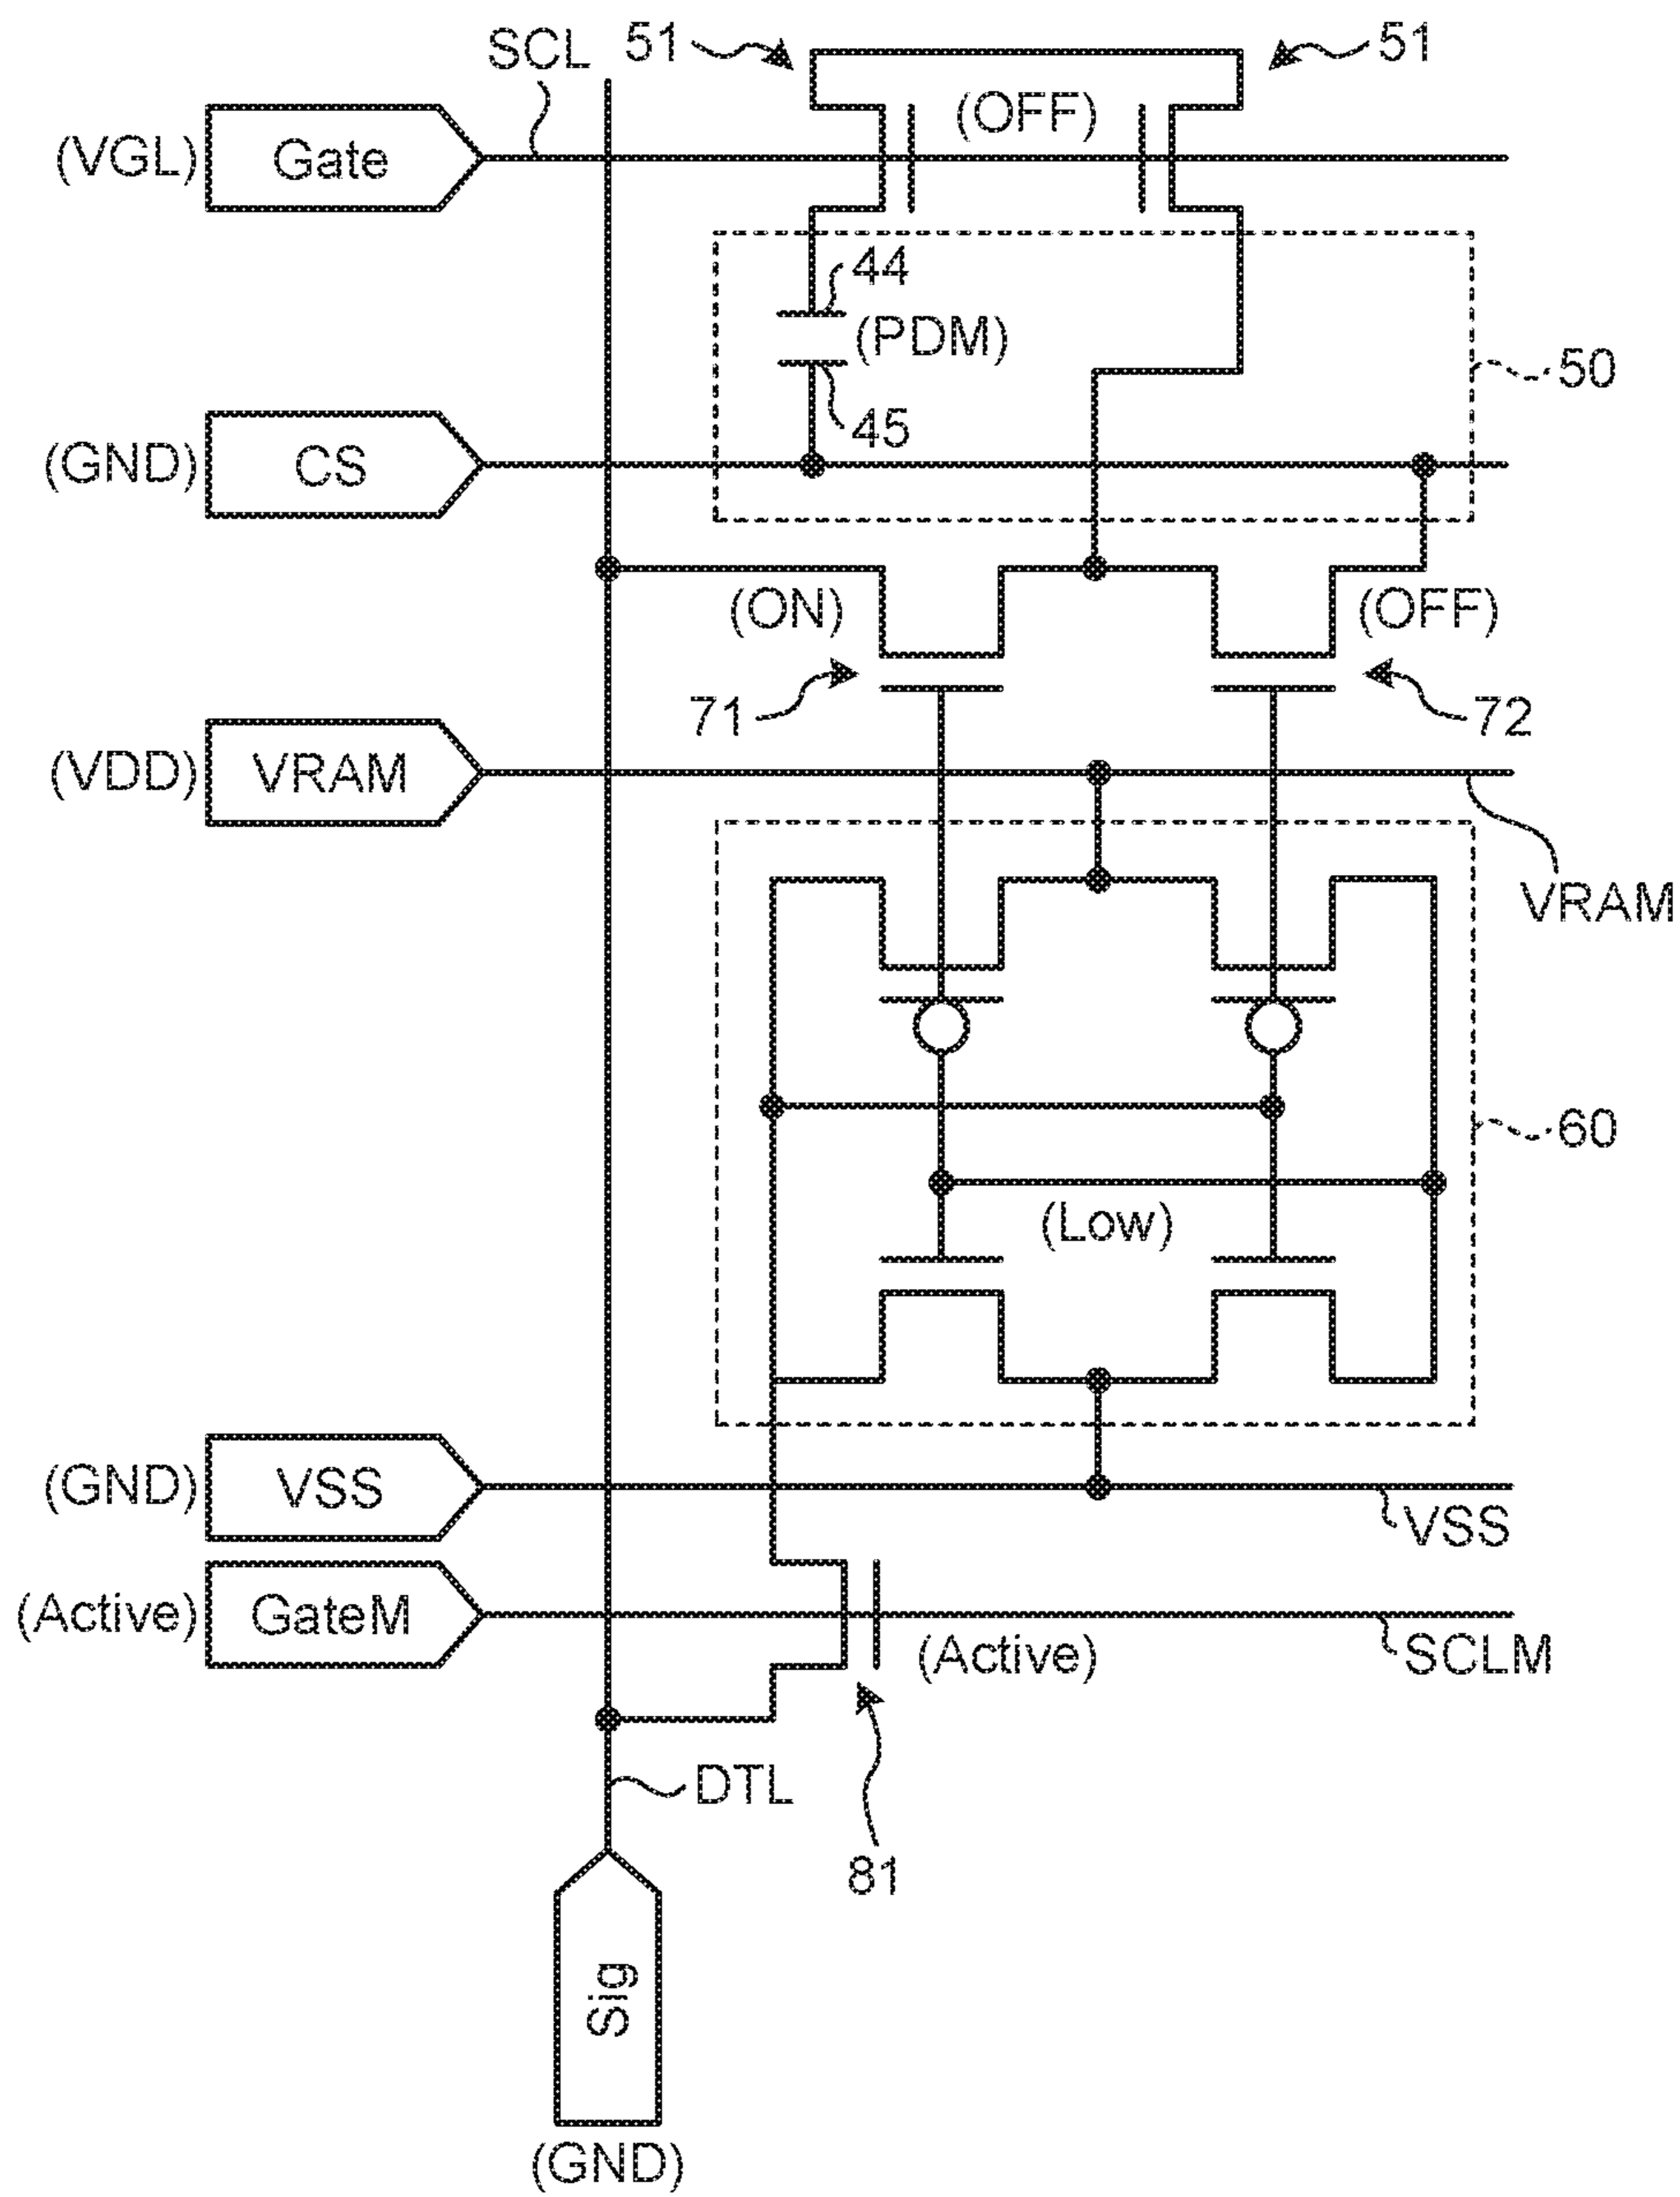 SCL
51
51
(OFF)
(VGL)
Gate
44
(PDM)
50
45
(GND)
CS
(ON)
(OFF)
71
72
(VDD)
VRAM
VRAM
60
(Low)
(GND)
VSS
VSS
(Active)
GateM
(Active)
SCLM
DTL
81
Sig
(GND)